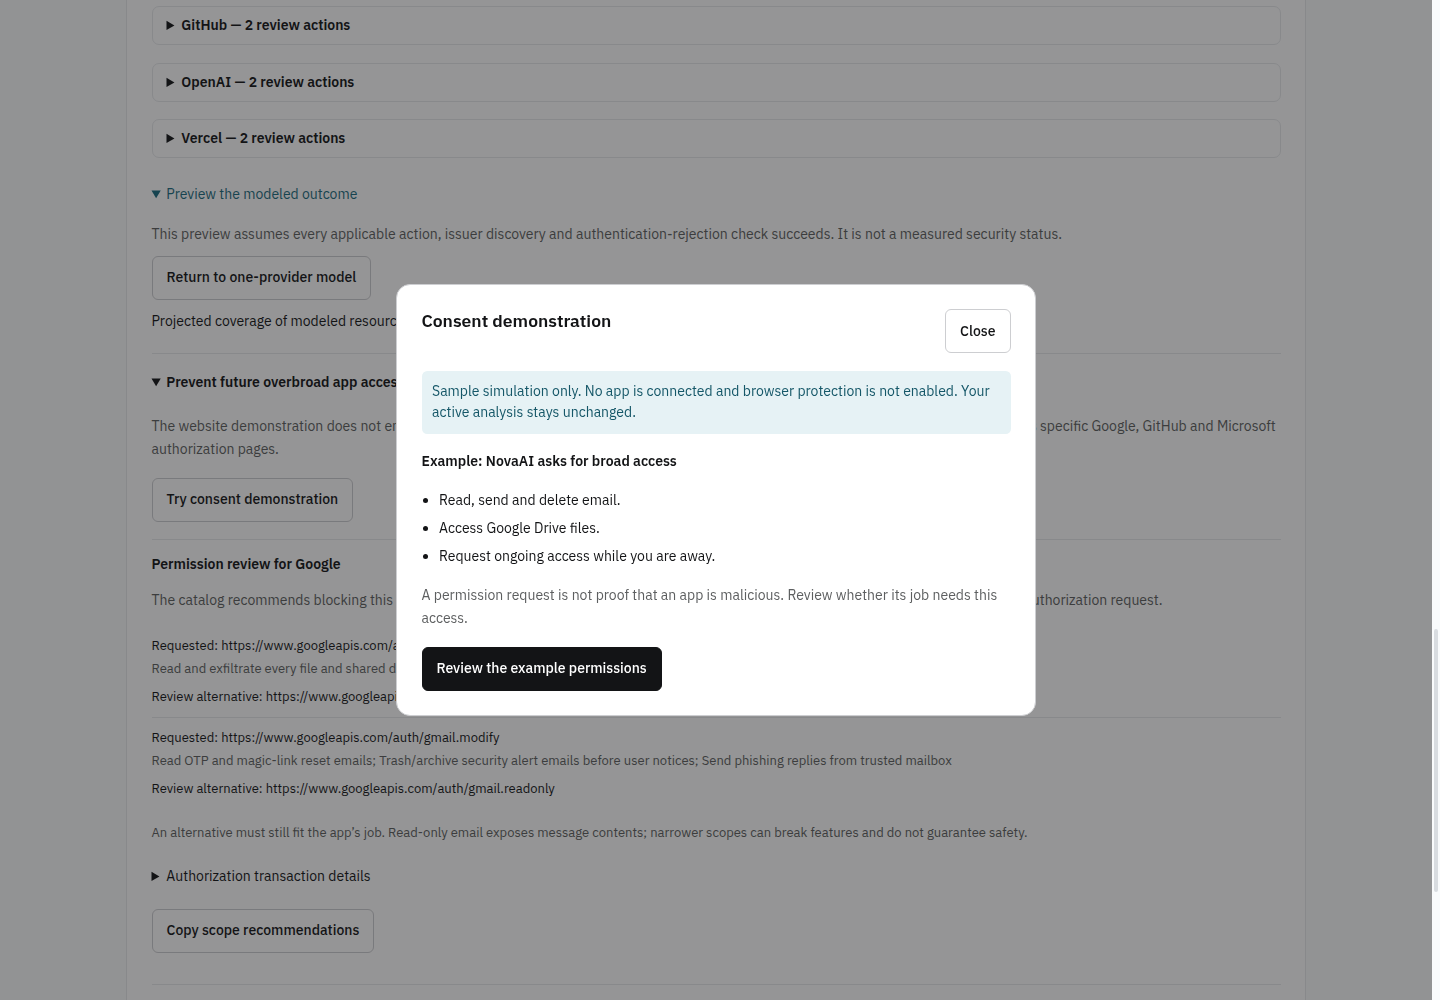 GitHub — 2 review actions
OpenAI — 2 review actions
Vercel — 2 review actions
Preview the modeled outcome
This preview assumes every applicable action, issuer discovery and authentication-rejection check succeeds. It is not a measured security status.
Return to one-provider model
Projected coverage of modeled resourc
Prevent future overbroad app acces
The website demonstration does not en
specific Google, GitHub and Microsoft
authorization pages.
Try consent demonstration
Permission review for Google
The catalog recommends blocking this
uthorization request.
Requested: https://www.googleapis.com/a
Read and exfiltrate every file and shared d
Review alternative: https://www.googleapi
Consent demonstration
Close
Sample simulation only. No app is connected and browser protection is not enabled. Your
active analysis stays unchanged.
Example: NovaAI asks for broad access
Read, send and delete email.
Access Google Drive files.
Request ongoing access while you are away.
A permission request is not proof that an app is malicious. Review whether its job needs this
access.
Review the example permissions
Requested: https://www.googleapis.com/auth/gmail.modify
Read OTP and magic-link reset emails; Trash/archive security alert emails before user notices; Send phishing replies from trusted mailbox
Review alternative: https://www.googleapis.com/auth/gmail.readonly
An alternative must still fit the app’s job. Read-only email exposes message contents; narrower scopes can break features and do not guarantee safety.
Authorization transaction details
Copy scope recommendations